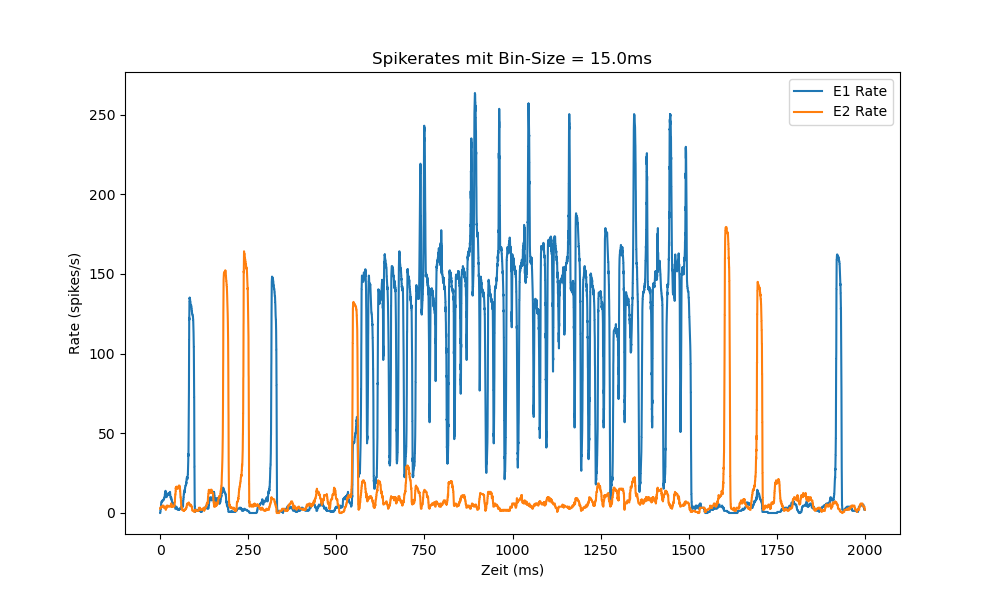 Spikerates mit Bin-Size = 15.0ms
E1 Rate
E2 Rate
Rate (spikes/s)
250
200
150
100
50
0
0 250 500 750 1000 1250 1500 1750 2000
Zeit (ms)